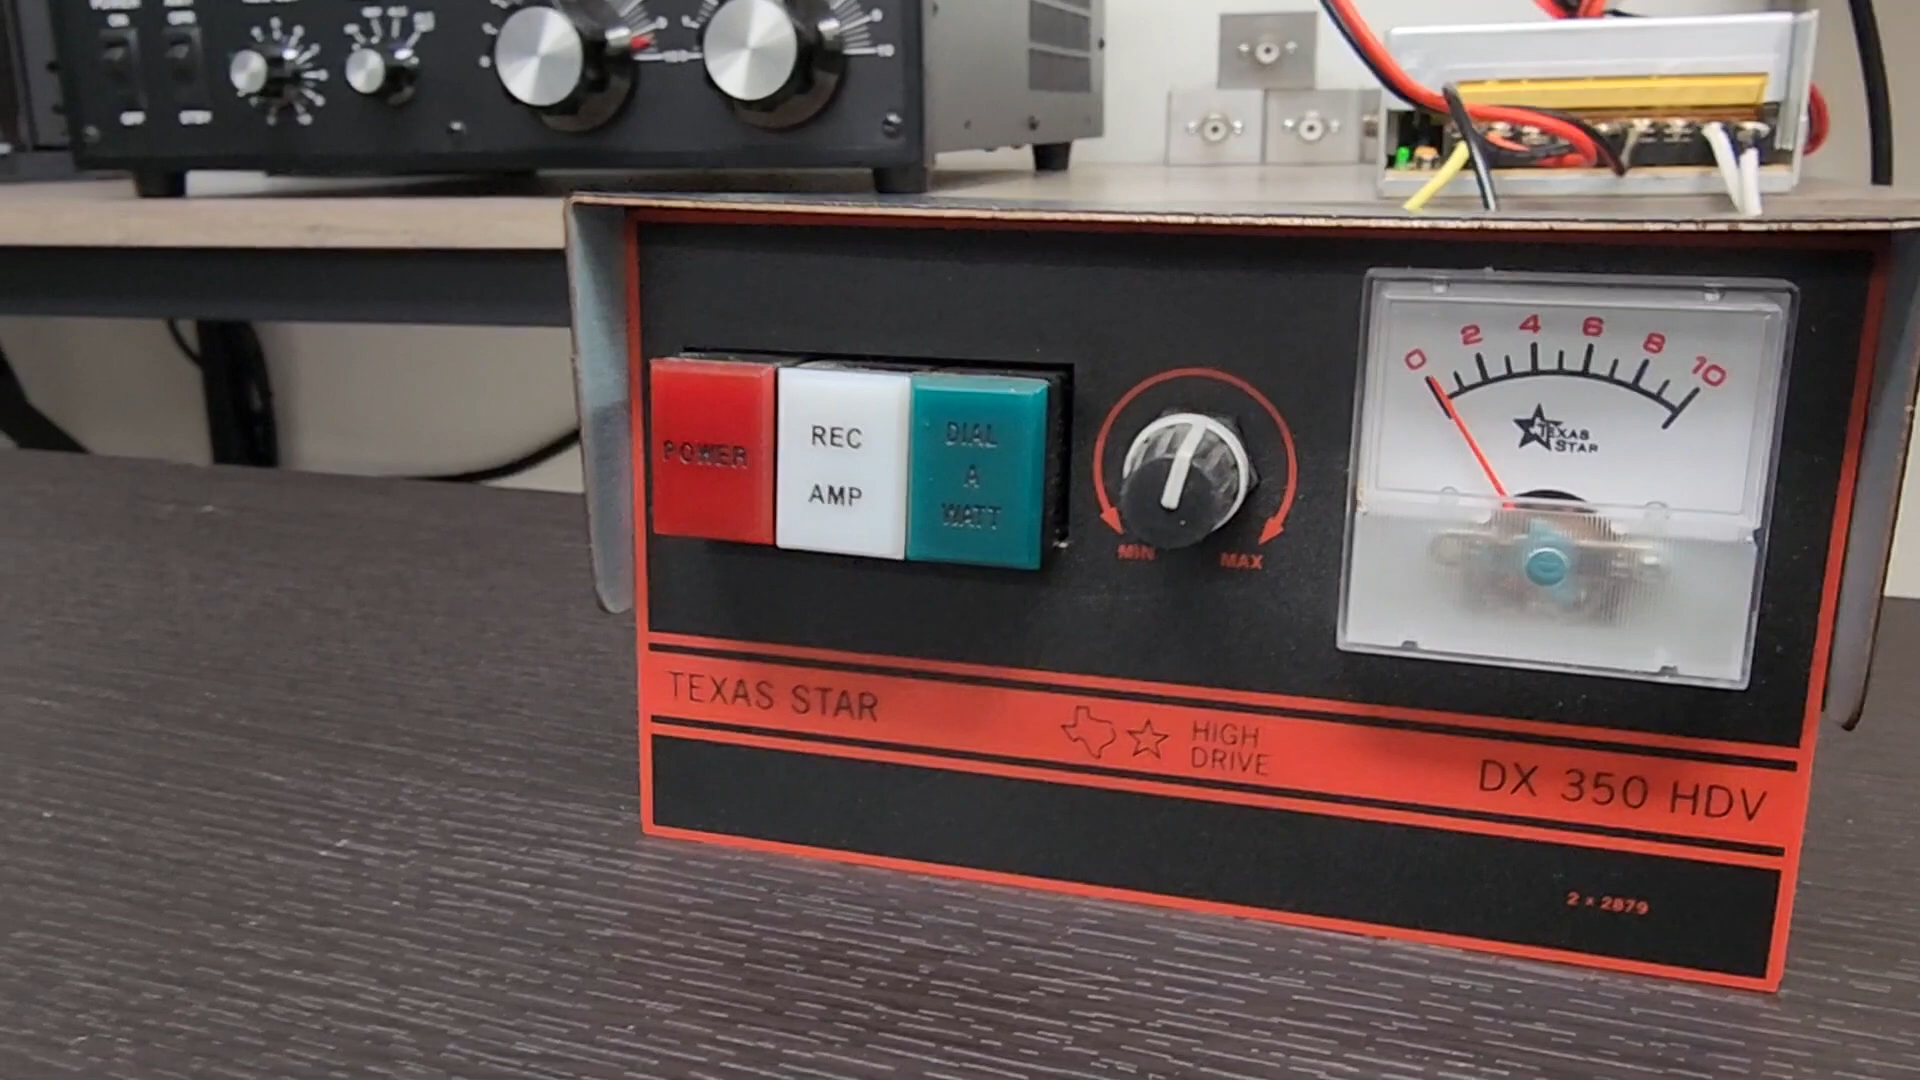 POWER
REC
AMP
DIAL
A
WATT
MIN
MAX
0 2 4 6 8 10
TEXAS
STAR
TEXAS STAR
HIGH
DRIVE
DX 350 HDV
2 x 2879